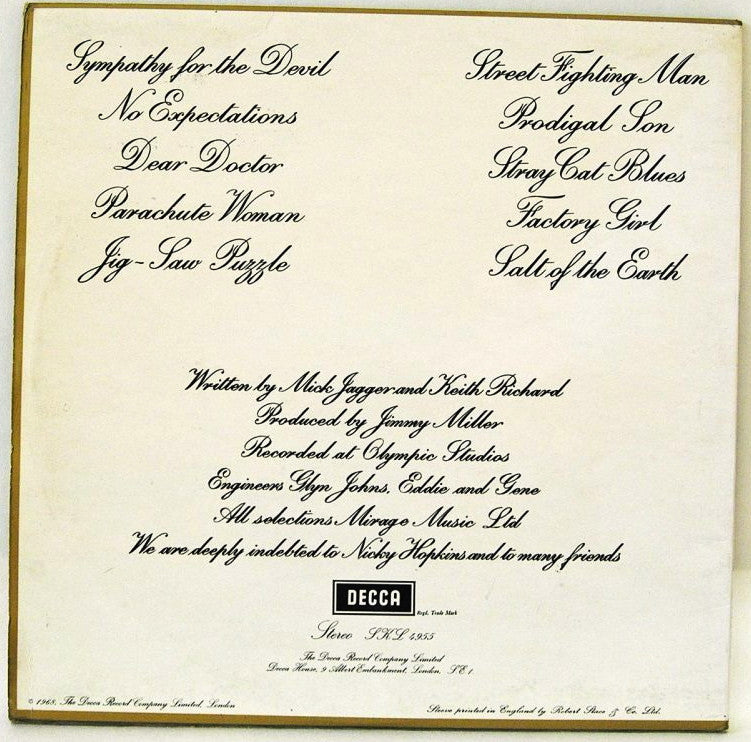 Sympathy for the Devil
No Expectations
Dear Doctor
Parachute Woman
Jig-Saw Puzzle
Street Fighting Man
Prodigal Son
Stray Cat Blues
Factory Girl
Salt of the Earth
Written by Mick Jagger and Keith Richard
Produced by Jimmy Miller
Recorded at Olympic Studios
Engineers Glyn Johns, Eddie and Gene
All selections Mirage Music Ltd
We are deeply indebted to Nicky Hopkins and to many friends
DECCA
Regd. Trade Mark
Stereo SKL 4955
The Decca Record Company Limited
Decca House, 9 Albert Embankment, London, S.E.1.
© 1968, The Decca Record Company Limited, London
Sleeve printed in England by Robert Stace & Co. Ltd.